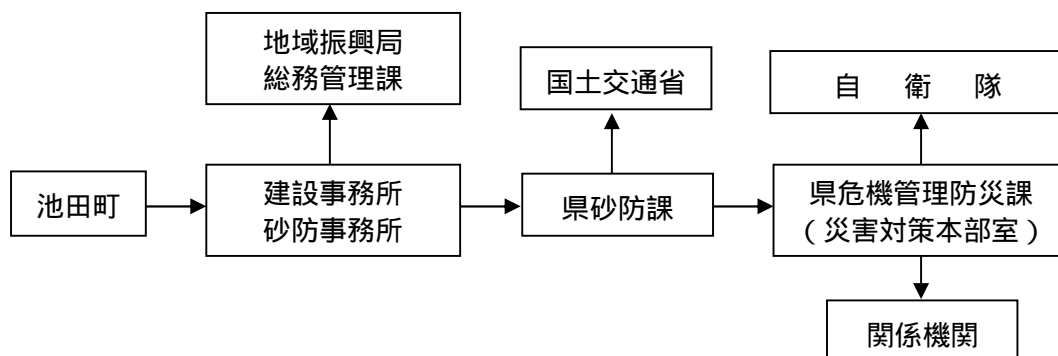 地域振興局
総務管理課
国土交通省
自 衛 隊
池田町
建設事務所
砂防事務所
県砂防課
県危機管理防災課
(災害対策本部室)
関係機関